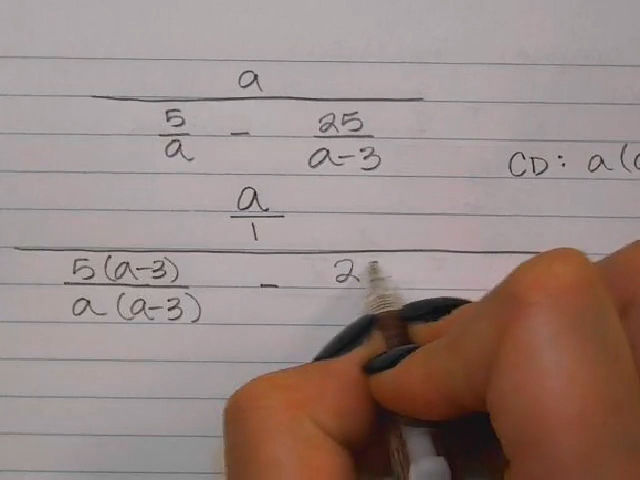 a
5/a - 25/(a-3)
CD: a(
a/1
5(a-3)/a(a-3) - 2